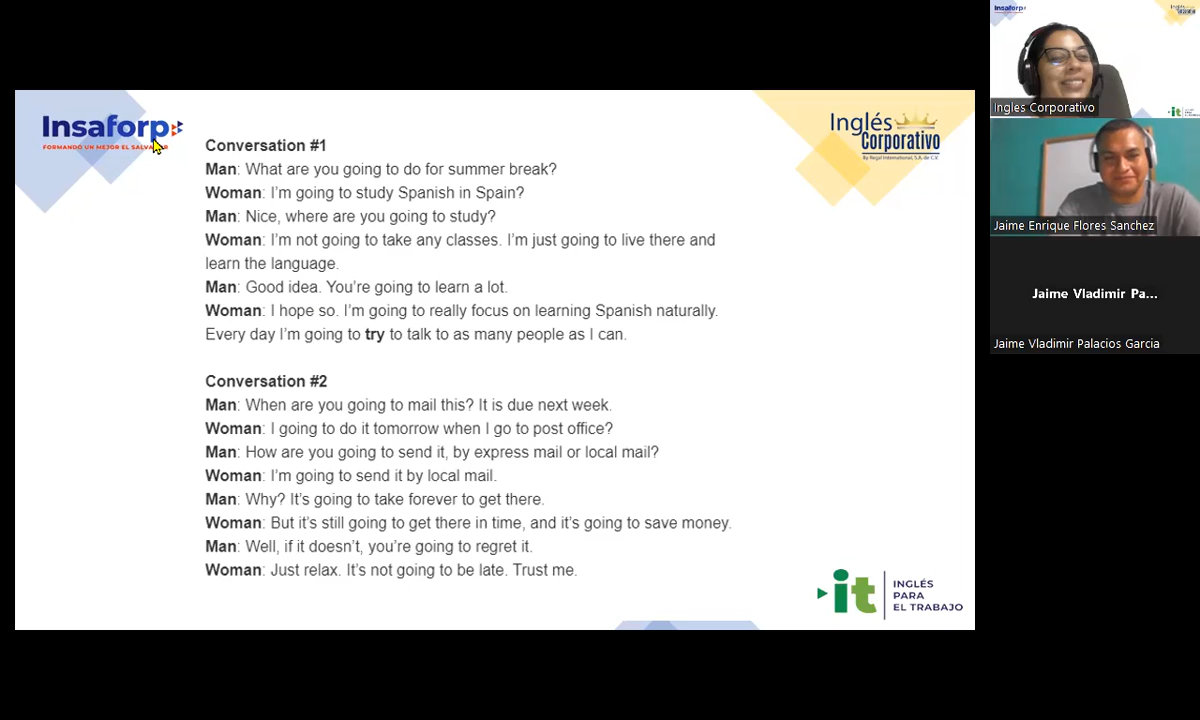 Insaforp
FORMANDO UN MEJOR EL SALVADOR
Inglés
Corporativo
By Regal International, S.A. de C.V.
Conversation #1
Man: What are you going to do for summer break?
Woman: I’m going to study Spanish in Spain?
Man: Nice, where are you going to study?
Woman: I’m not going to take any classes. I’m just going to live there and
learn the language.
Man: Good idea. You’re going to learn a lot.
Woman: I hope so. I’m going to really focus on learning Spanish naturally.
Every day I’m going to try to talk to as many people as I can.
Conversation #2
Man: When are you going to mail this? It is due next week.
Woman: I going to do it tomorrow when I go to post office?
Man: How are you going to send it, by express mail or local mail?
Woman: I’m going to send it by local mail.
Man: Why? It’s going to take forever to get there.
Woman: But it’s still going to get there in time, and it’s going to save money.
Man: Well, if it doesn’t, you’re going to regret it.
Woman: Just relax. It’s not going to be late. Trust me.
it
INGLÉS
PARA
EL TRABAJO
Insaforp
Ingles Corporativo
Jaime Enrique Flores Sanchez
Jaime Vladimir Pa...
Jaime Vladimir Palacios Garcia